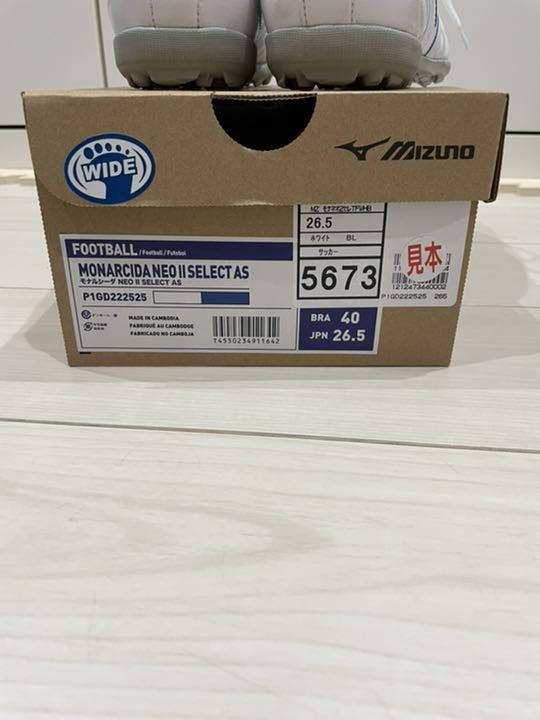 WIDE
MIZUNO
FOOTBALL / Football / Futebol
MONARCIDA NEO II SELECT AS
モナルシーダ NEO II SELECT AS
P1GD222525
MADE IN CAMBODIA
FABRIQUÉ AU CAMBODGE
FABRICADO NO CAMBOJA
T4550234911642
26.5
ホワイト BL
サッカー
5673
見本
1212473440002
P1GD222525 265
BRA 40
JPN 26.5